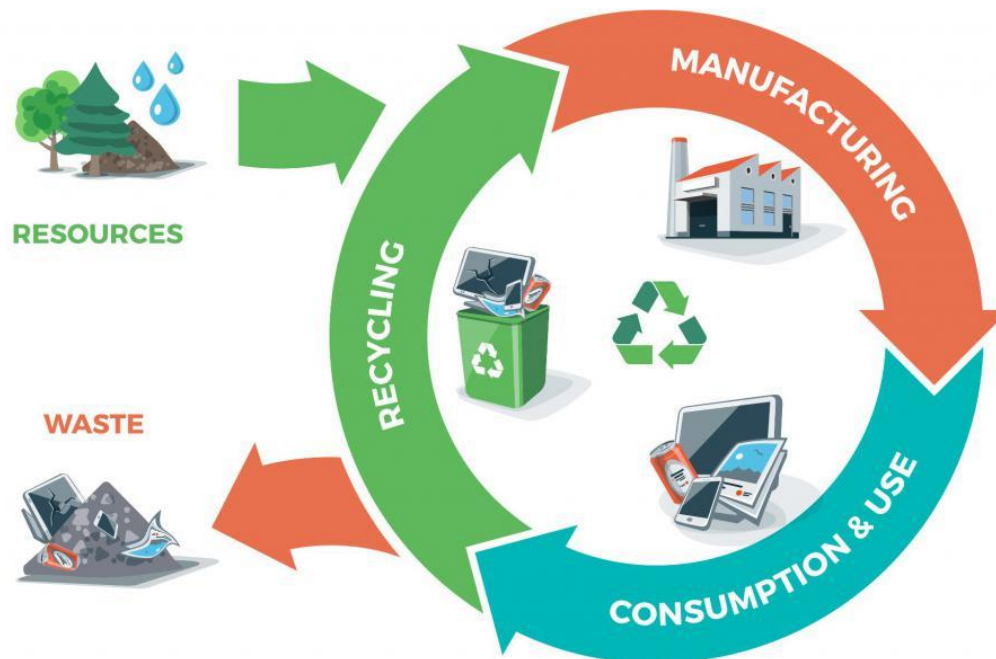 RESOURCES
MANUFACTURING
RECYCLING
WASTE
CONSUMPTION & USE